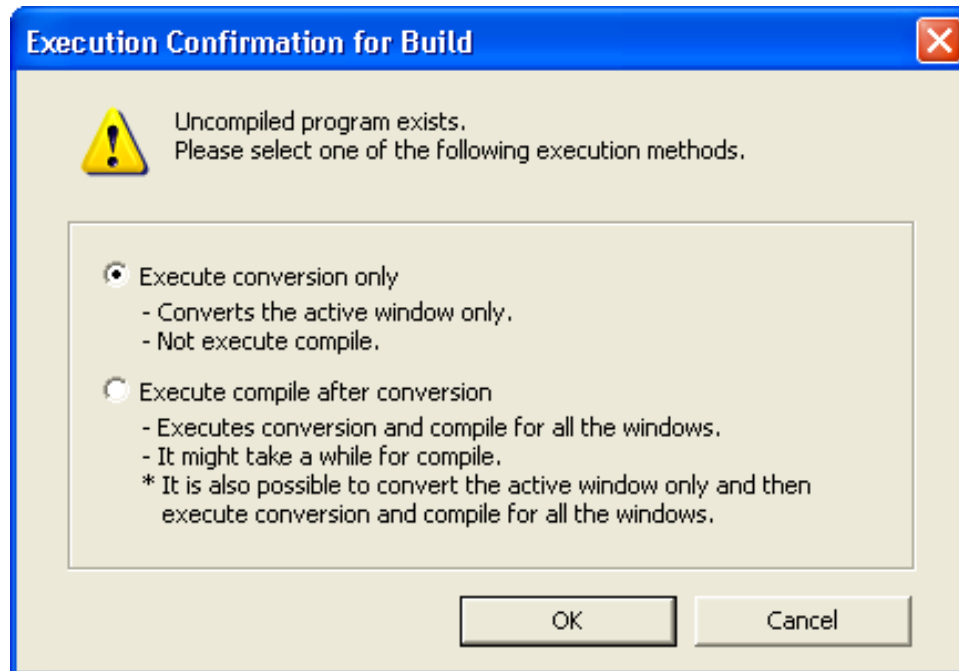 Execution Confirmation for Build
Uncompiled program exists.
Please select one of the following execution methods.
Execute conversion only
- Converts the active window only.
- Not execute compile.
Execute compile after conversion
- Executes conversion and compile for all the windows.
- It might take a while for compile.
* It is also possible to convert the active window only and then
execute conversion and compile for all the windows.
OK
Cancel